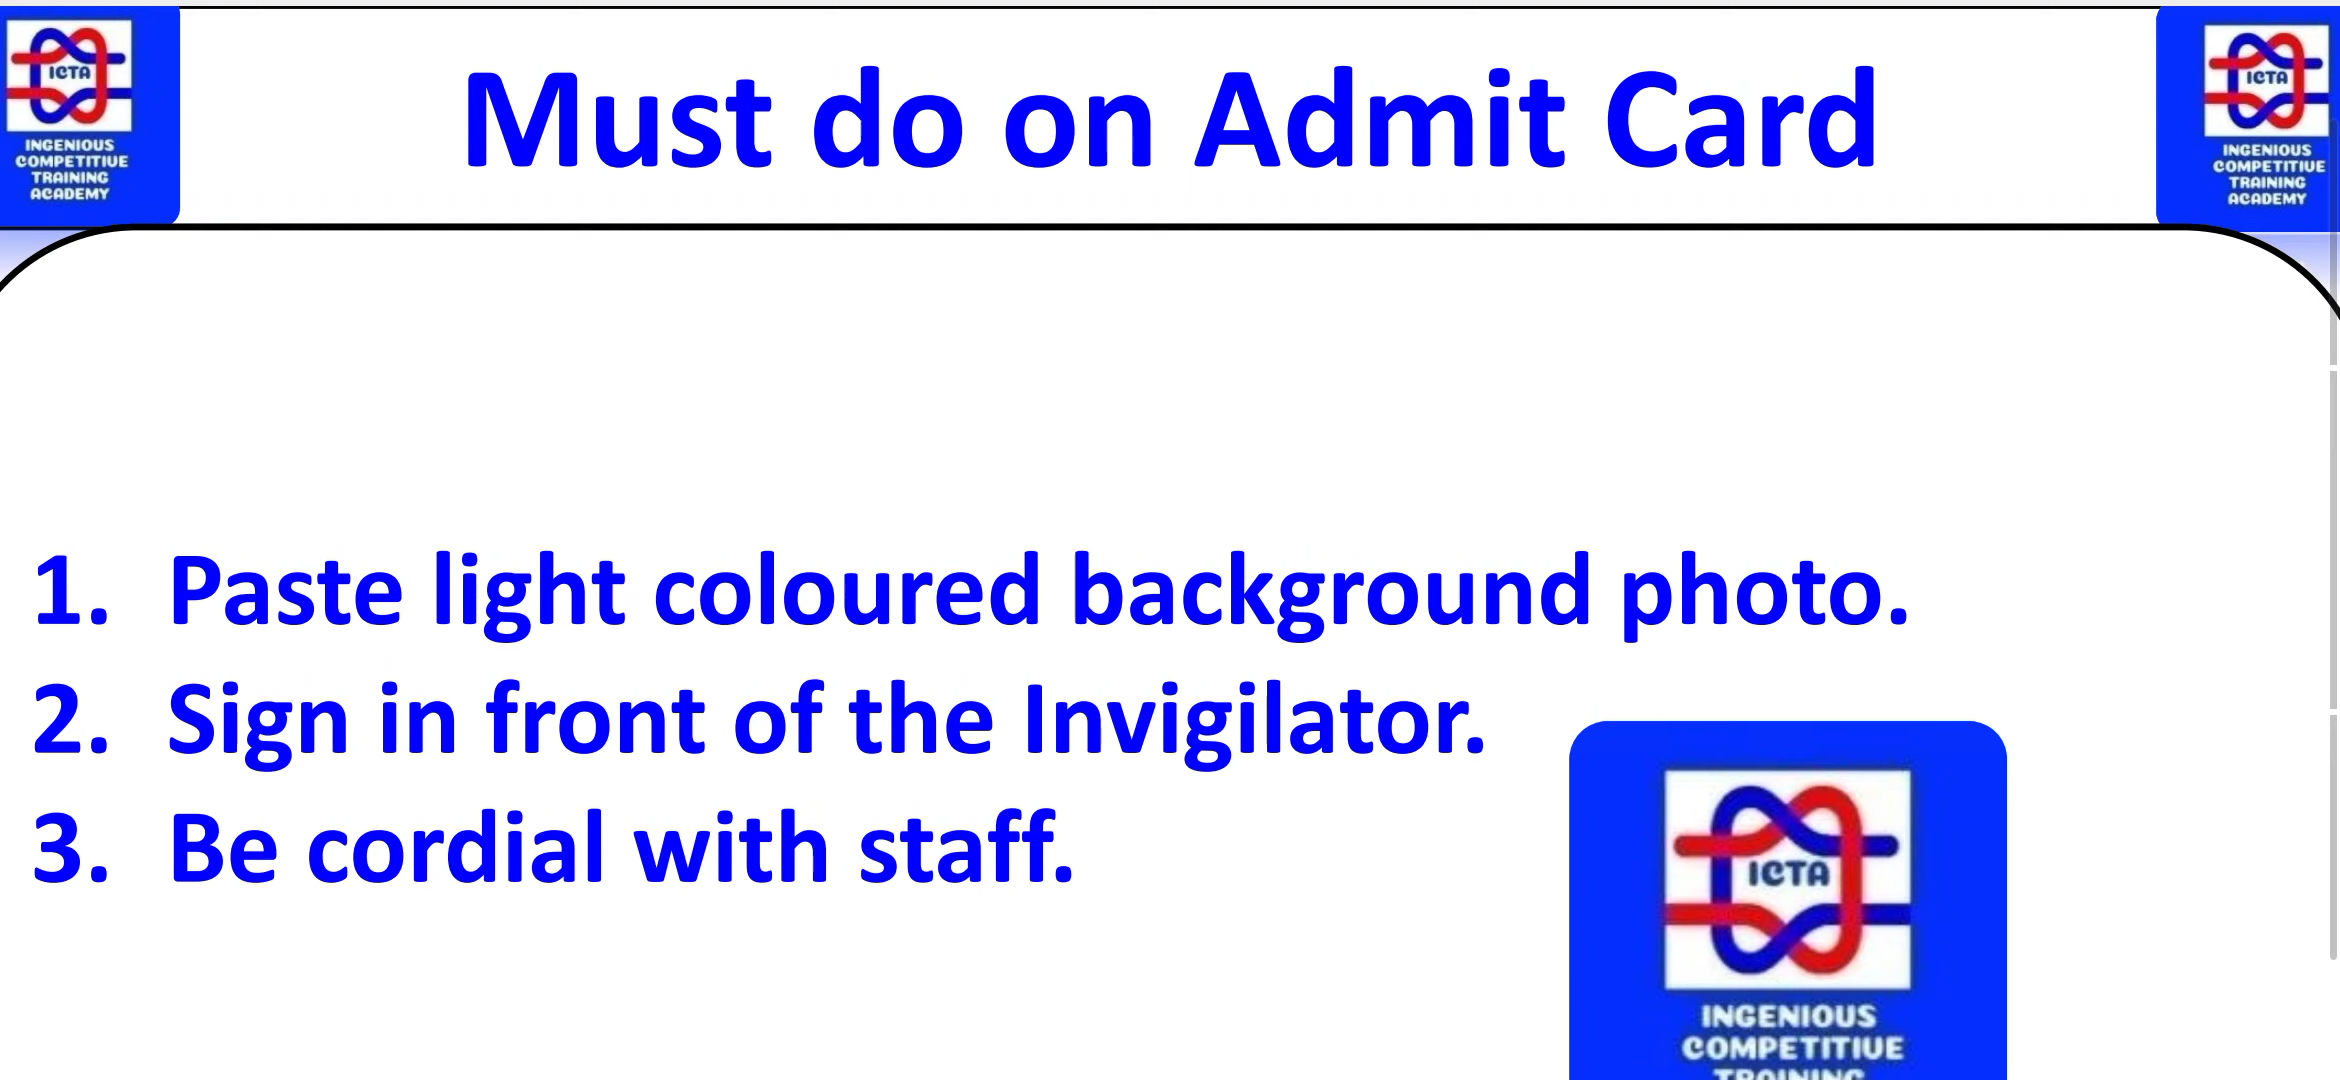 ICTA
INGENIOUS
COMPETITIUE
TRAINING
ACADEMY
Must do on Admit Card
ICTA
INGENIOUS
COMPETITIUE
TRAINING
ACADEMY
1. Paste light coloured background photo.
2. Sign in front of the Invigilator.
3. Be cordial with staff.
ICTA
INGENIOUS
COMPETITIUE
TRAINING